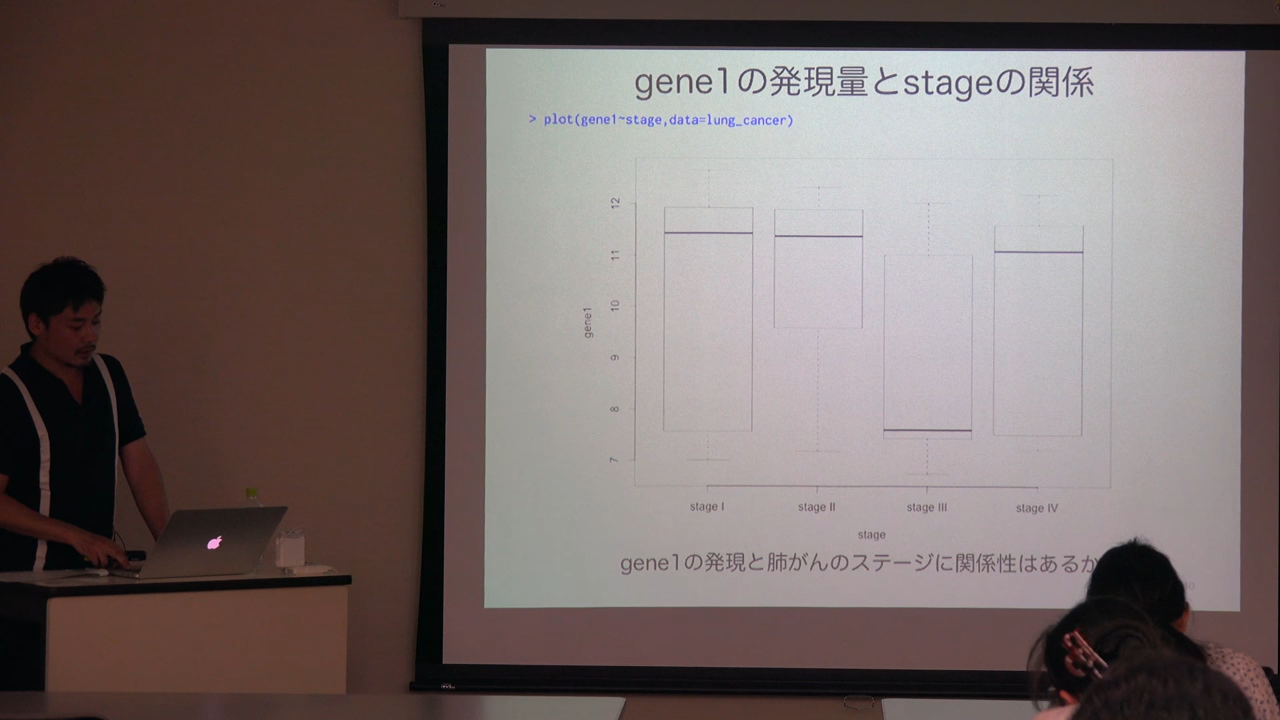 gene1の発現量とstageの関係
> plot(gene1~stage,data=lung_cancer)
12
11
10
9
8
7
gene1
stage I
stage II
stage III
stage IV
stage
gene1の発現と肺がんのステージに関係性はあるか